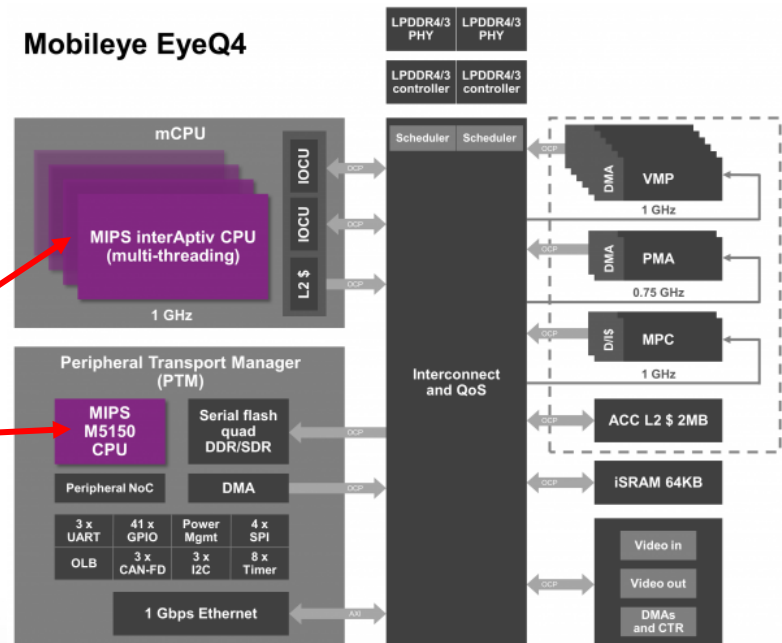 Mobileye EyeQ4
LPDDR4/3
PHY
LPDDR4/3
PHY
LPDDR4/3
controller
LPDDR4/3
controller
mCPU
MIPS interAptiv CPU
(multi-threading)
IOCU
IOCU
L2 $
1 GHz
OCP
OCP
OCP
Scheduler
Scheduler
Interconnect
and QoS
OCP
DMA
VMP
1 GHz
OCP
DMA
PMA
0.75 GHz
OCP
D/I$
MPC
1 GHz
OCP
ACC L2 $ 2MB
OCP
iSRAM 64KB
OCP
Video in
Video out
DMAs
and CTR
Peripheral Transport Manager
(PTM)
MIPS
M5150
CPU
Serial flash
quad
DDR/SDR
OCP
Peripheral NoC
DMA
OCP
3 x
UART
41 x
GPIO
Power
Mgmt
4 x
SPI
OLB
3 x
CAN-FD
3 x
I2C
8 x
Timer
1 Gbps Ethernet
AXI